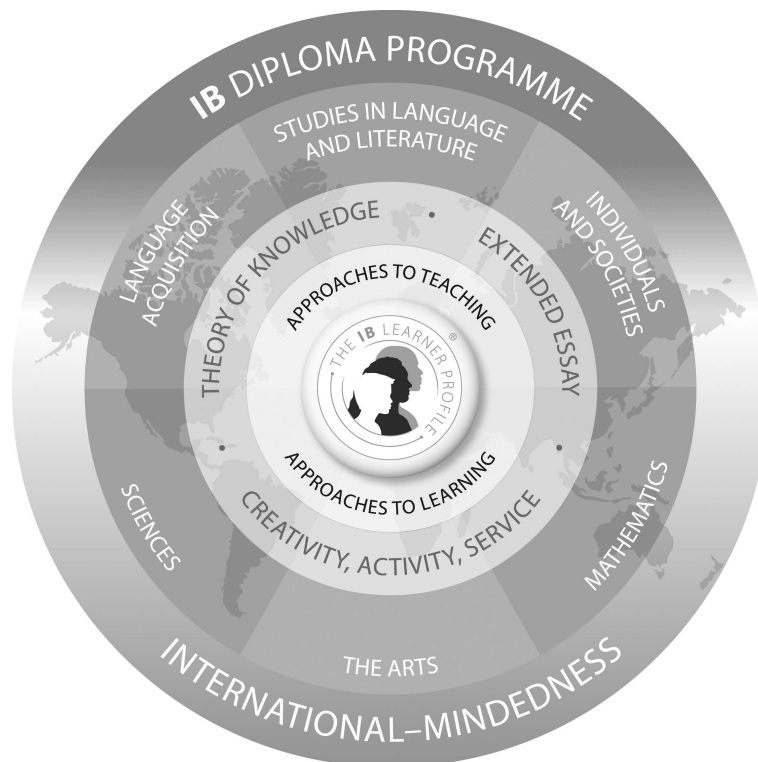 IB DIPLOMA PROGRAMME
STUDIES IN LANGUAGE
AND LITERATURE
LANGUAGE
ACQUISITION
INDIVIDUALS
AND SOCIETIES
THEORY OF KNOWLEDGE
EXTENDED ESSAY
APPROACHES TO TEACHING
THE IB LEARNER PROFILE ®
APPROACHES TO LEARNING
CREATIVITY, ACTIVITY, SERVICE
SCIENCES
MATHEMATICS
THE ARTS
INTERNATIONAL–MINDEDNESS